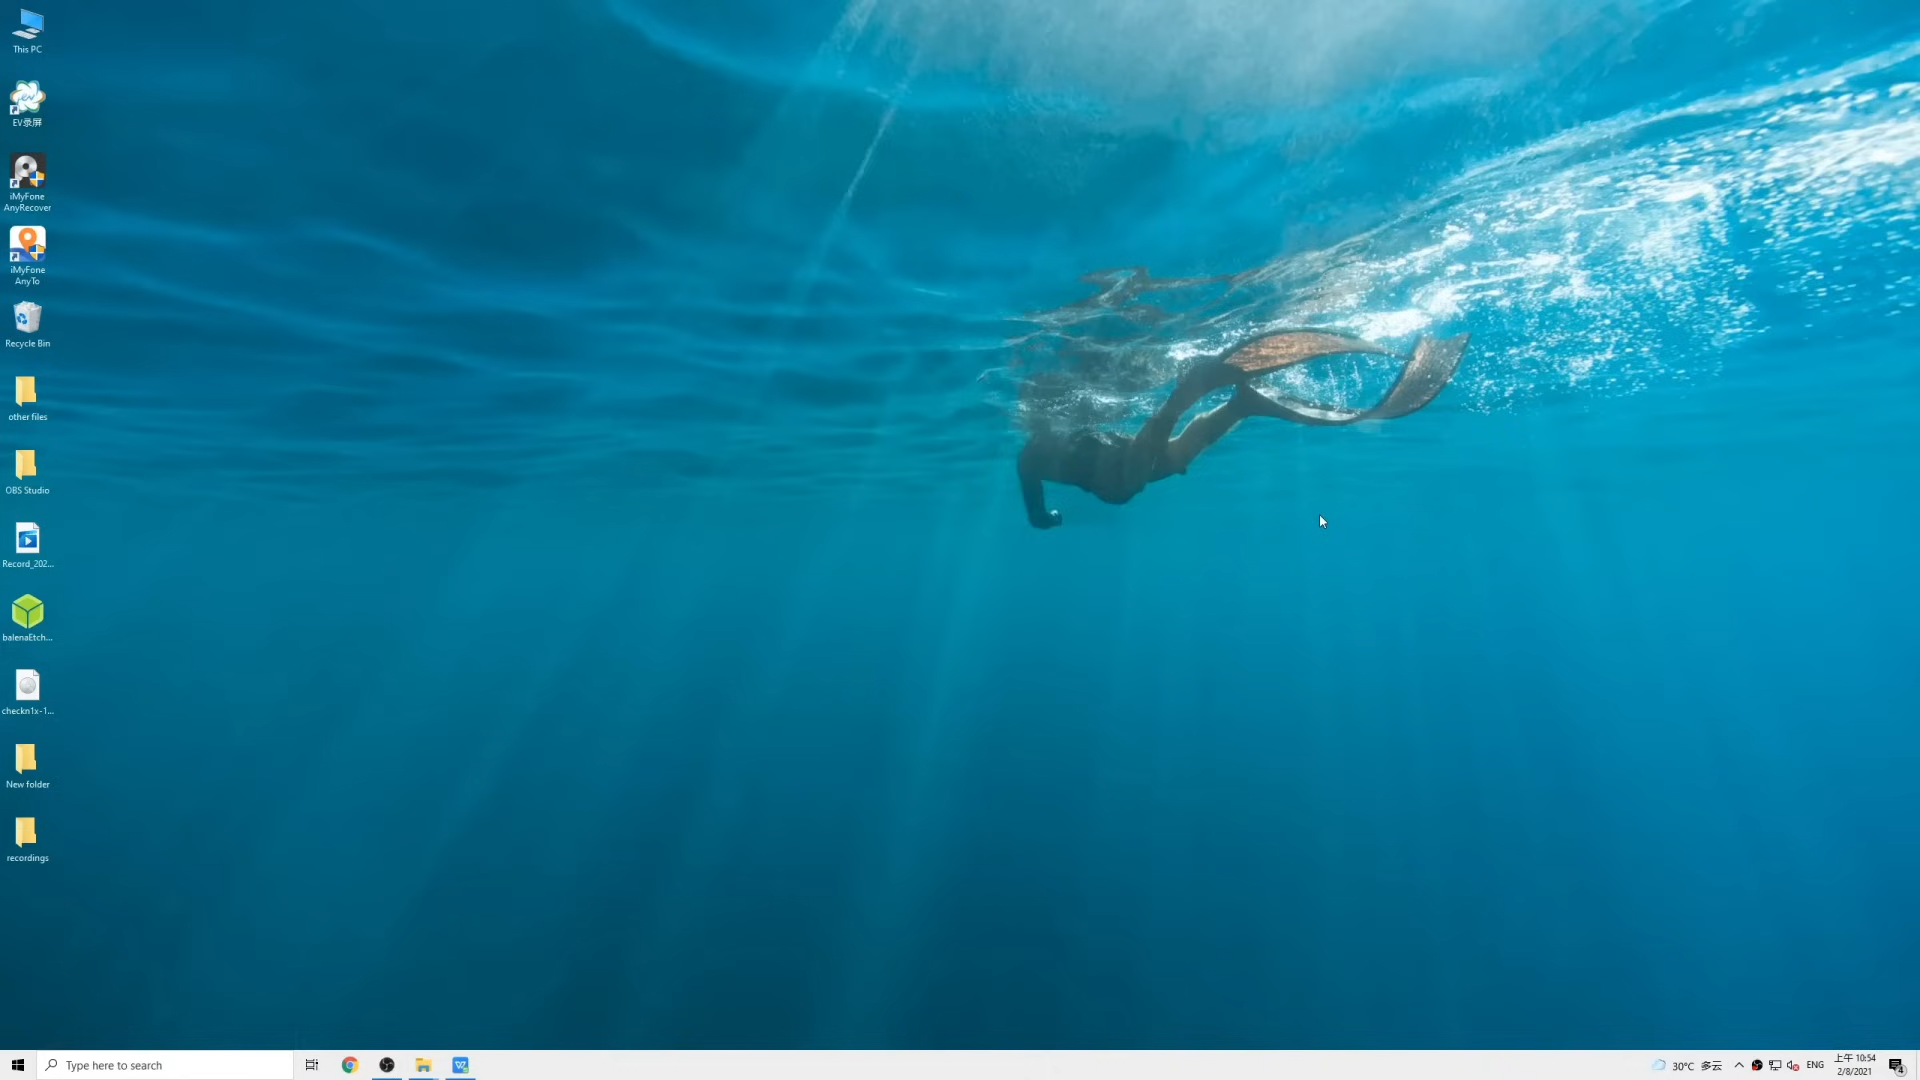 This PC
EV录屏
iMyFone
AnyRecover
iMyFone
AnyTo
Recycle Bin
other files
OBS Studio
Record_202...
balenaEtch...
checkn1x-1...
New folder
recordings
Type here to search
30°C 多云
ENG
上午 10:54
2/8/2021
4